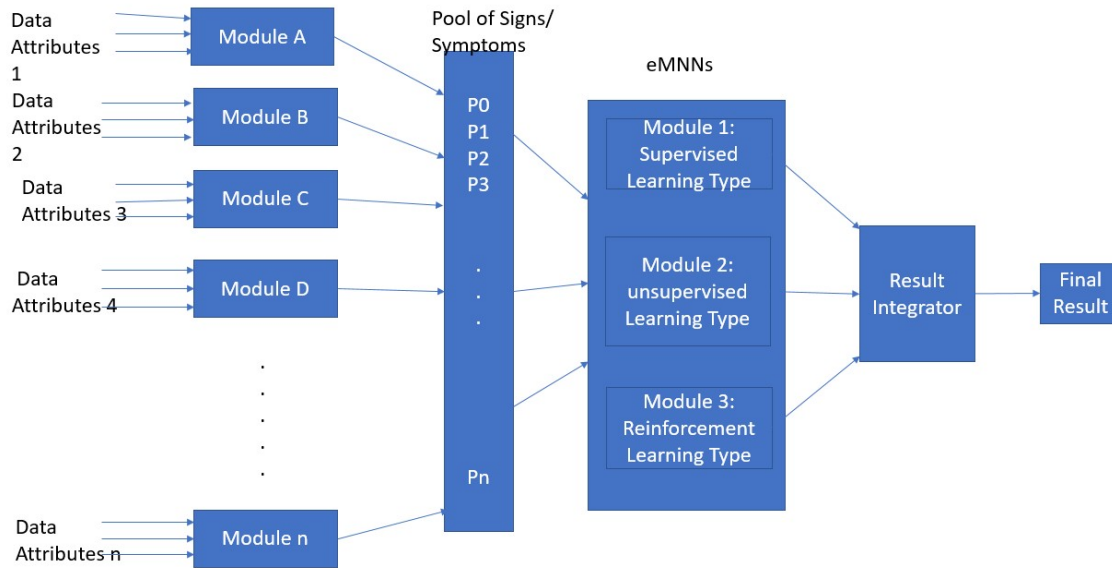 Data
Attributes
1
Module A
Data
Attributes
2
Module B
Data
Attributes 3
Module C
Data
Attributes 4
Module D
.
.
.
.
.
Data
Attributes n
Module n
Pool of Signs/
Symptoms
P0
P1
P2
P3
.
.
.
Pn
eMNNs
Module 1:
Supervised
Learning Type
Module 2:
unsupervised
Learning Type
Module 3:
Reinforcement
Learning Type
Result
Integrator
Final
Result